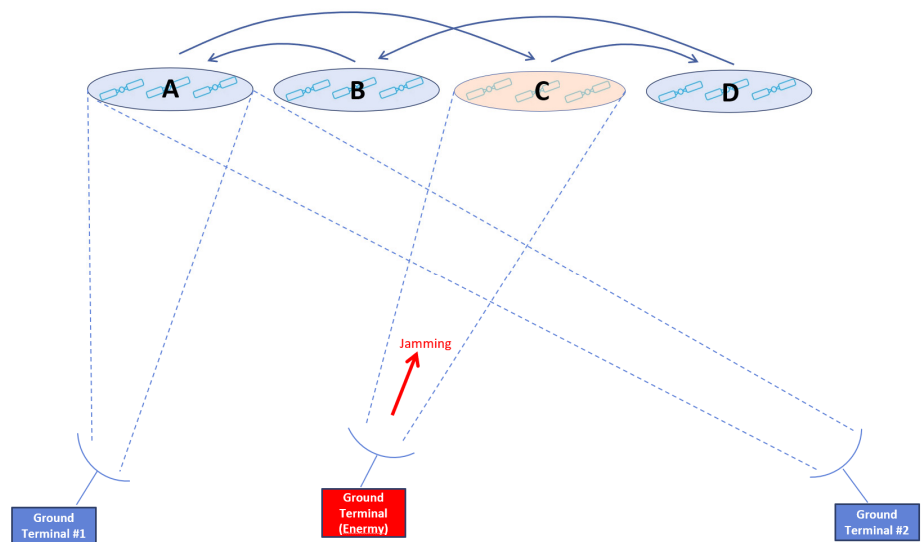 A
B
C
D
Jamming
Ground
Terminal #1
Ground
Terminal
(Enermy)
Ground
Terminal #2